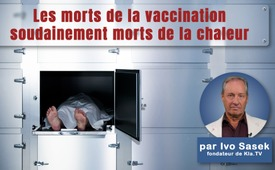 Les morts de la vaccination
soudainement morts de la chaleur
par Ivo Sasek
fondateur de Kla.TV